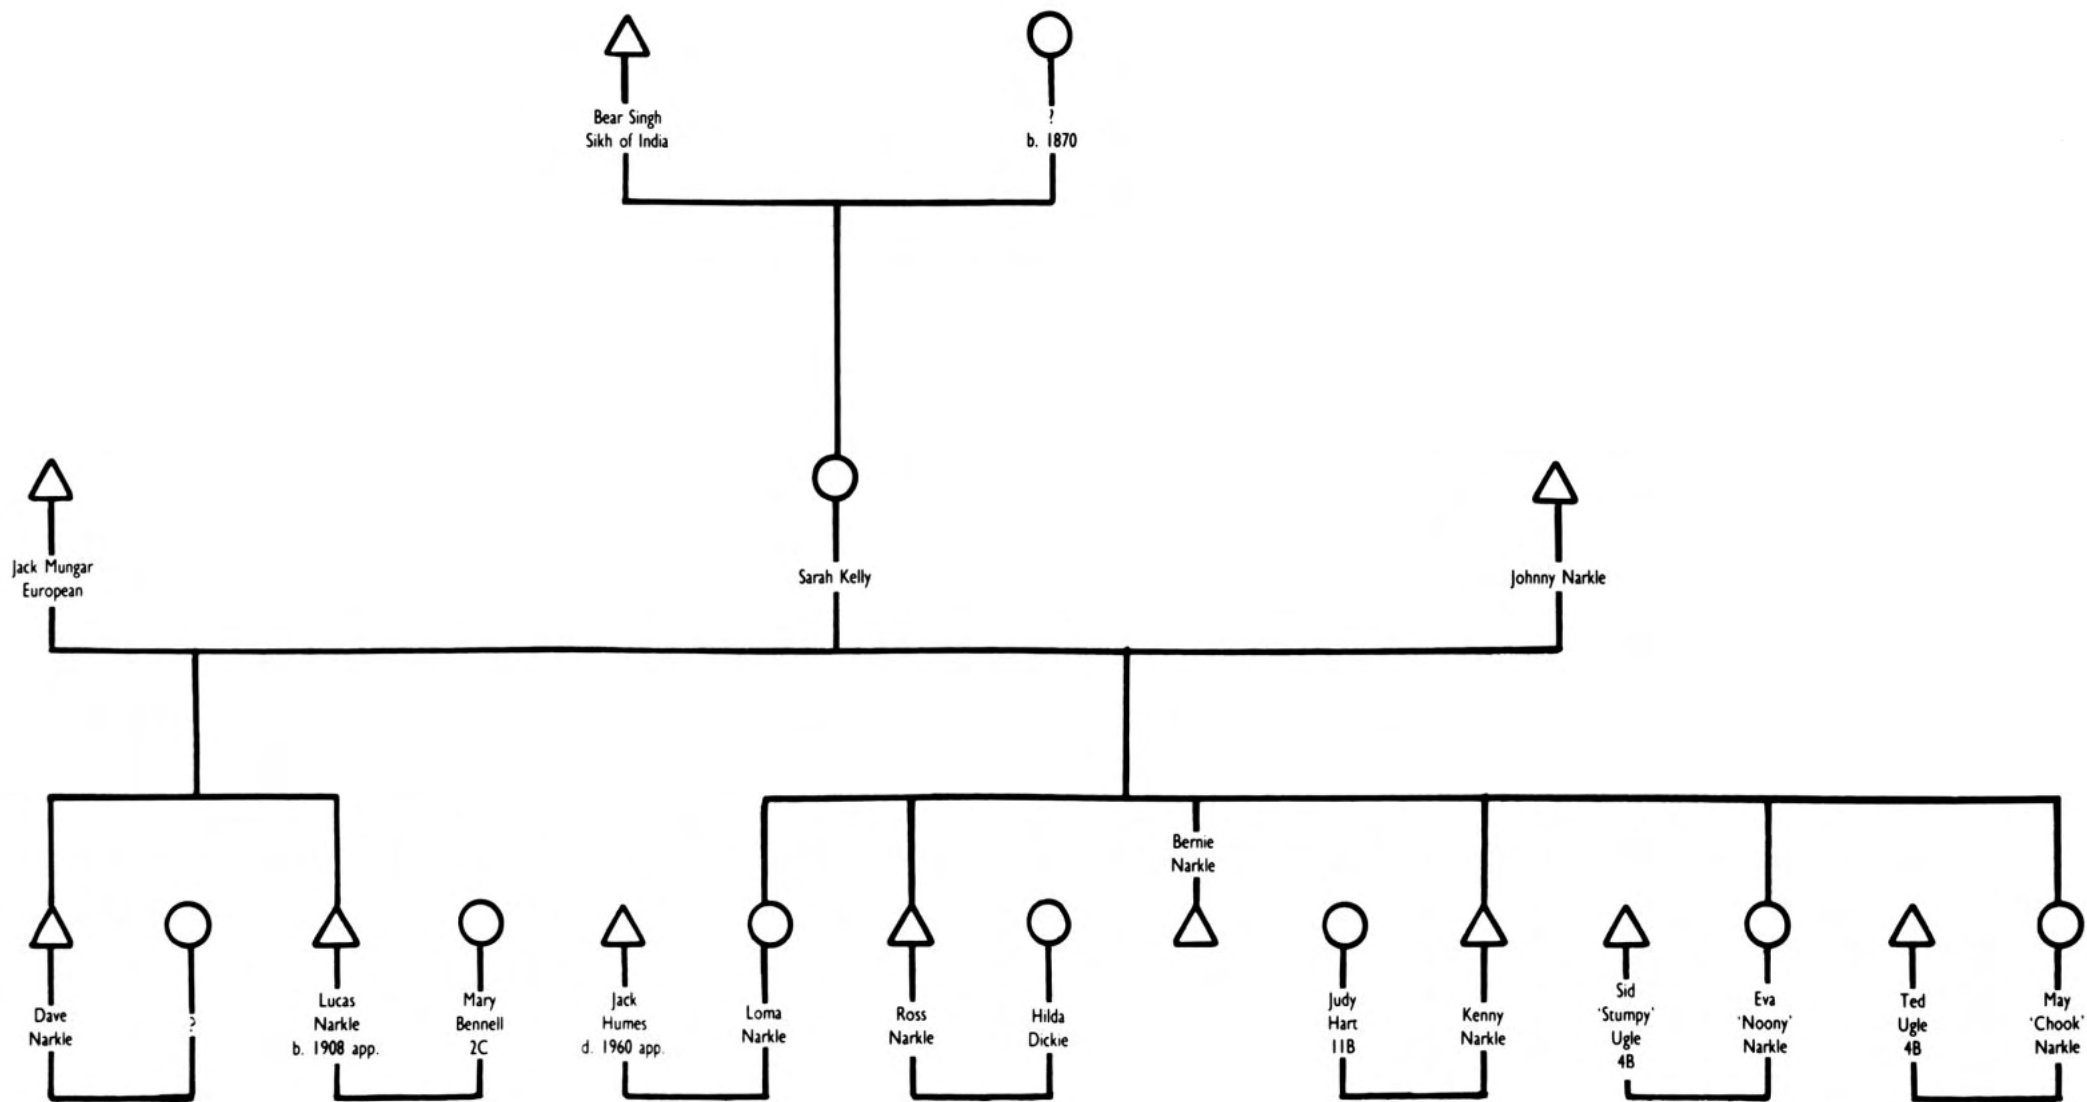 Bear Singh
Sikh of India
?
b. 1870
Jack Mungar
European
Sarah Kelly
Johnny Narkle
Bernie
Narkle
Dave
Narkle
?
Lucas
Narkle
b. 1908 app.
Mary
Bennell
2C
Jack
Humes
d. 1960 app.
Loma
Narkle
Ross
Narkle
Hilda
Dickie
Judy
Hart
11B
Kenny
Narkle
Sid
'Stumpy'
Ugle
4B
Eva
'Noony'
Narkle
Ted
Ugle
4B
May
'Chook'
Narkle